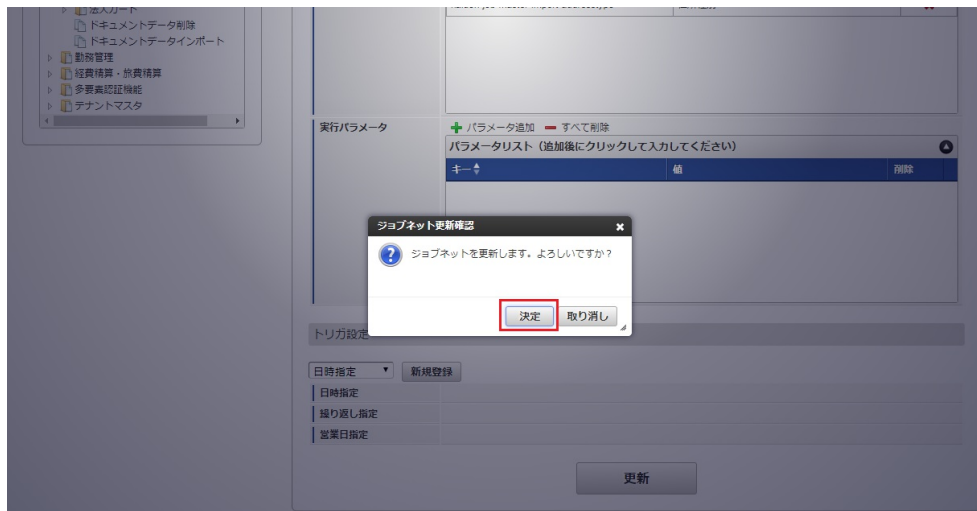 法人カード
ドキュメントデータ削除
ドキュメントデータインポート
勤務管理
経費精算・旅費精算
多要素認証機能
テナントマスタ
実行パラメータ
パラメータ追加 すべて削除
パラメータリスト（追加後にクリックして入力してください）
キー 値 削除
ジョブネット更新確認
ジョブネットを更新します。よろしいですか？
決定 取り消し
トリガ設定
日時指定 新規登録
日時指定
繰り返し指定
営業日指定
更新